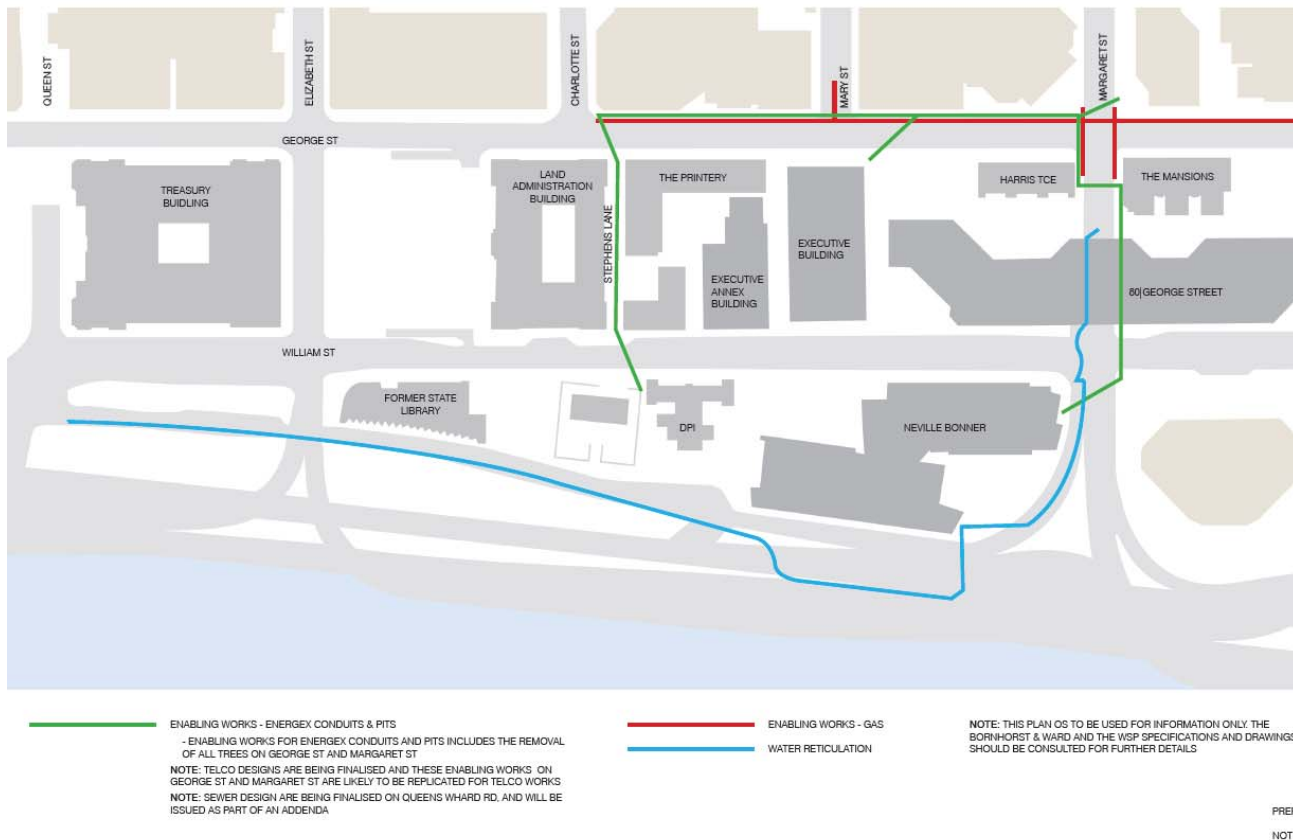 QUEEN ST
ELIZABETH ST
CHARLOTTE ST
MARY ST
MARGARET ST
GEORGE ST
TREASURY
BUIDLING
LAND
ADMINISTRATION
BUILDING
STEPHENS LANE
THE PRINTERY
EXECUTIVE
ANNEX
BUILDING
EXECUTIVE
BUILDING
HARRIS TCE
THE MANSIONS
80|GEORGE STREET
WILLIAM ST
FORMER STATE
LIBRARY
DPI
NEVILLE BONNER
ENABLING WORKS - ENERGEX CONDUITS & PITS
- ENABLING WORKS FOR ENERGEX CONDUITS AND PITS INCLUDES THE REMOVAL
OF ALL TREES ON GEORGE ST AND MARGARET ST
NOTE: TELCO DESIGNS ARE BEING FINALISED AND THESE ENABLING WORKS ON
GEORGE ST AND MARGARET ST ARE LIKELY TO BE REPLICATED FOR TELCO WORKS
NOTE: SEWER DESIGN ARE BEING FINALISED ON QUEENS WHARD RD, AND WILL BE
ISSUED AS PART OF AN ADDENDA
ENABLING WORKS - GAS
WATER RETICULATION
NOTE: THIS PLAN OS TO BE USED FOR INFORMATION ONLY. THE
BORNHORST & WARD AND THE WSP SPECIFICATIONS AND DRAWINGS
SHOULD BE CONSULTED FOR FURTHER DETAILS
NOT